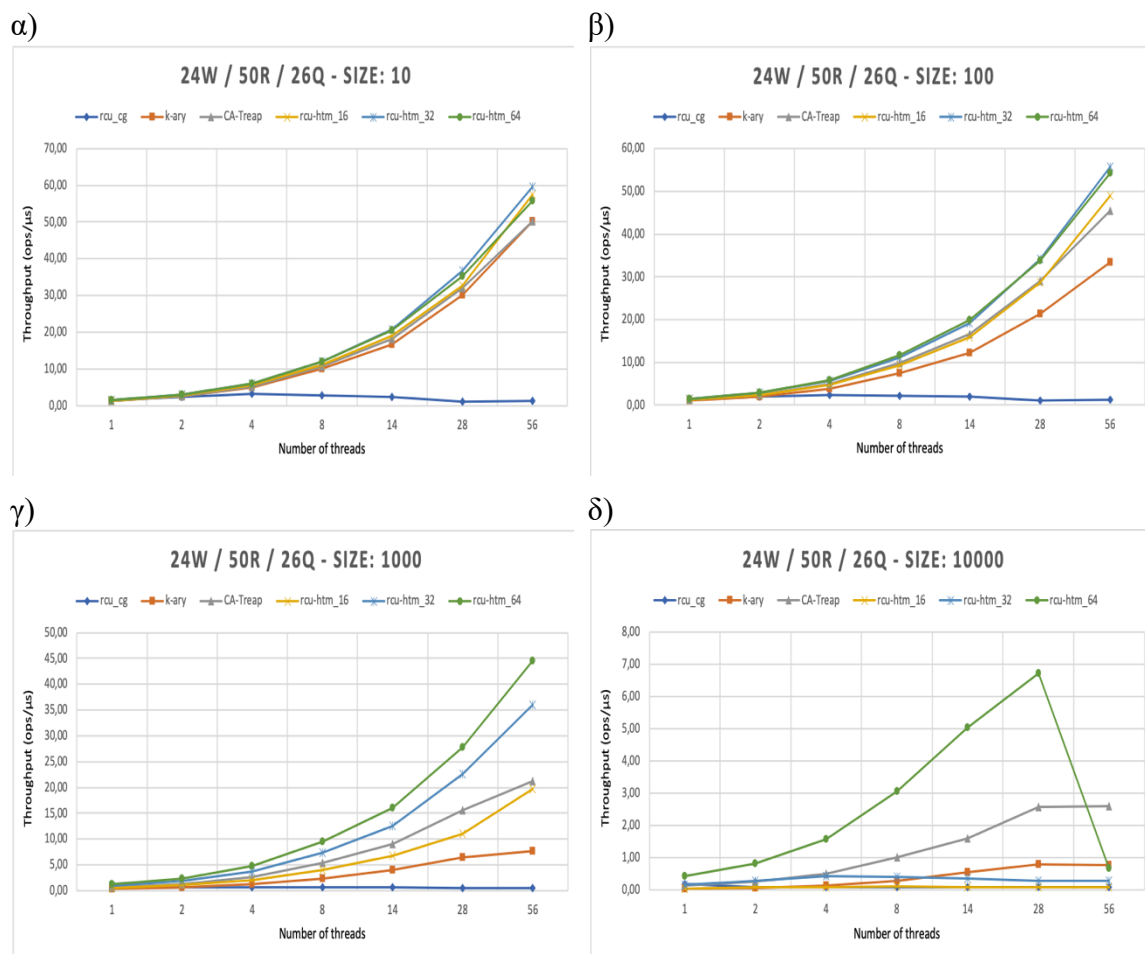 α)
24W / 50R / 26Q - SIZE: 10
rcu_cg k-ary CA-Treap rcu-htm_16 rcu-htm_32 rcu-htm_64
Throughput (ops/μs)
70,00
60,00
50,00
40,00
30,00
20,00
10,00
0,00
1 2 4 8 14 28 56
Number of threads
β)
24W / 50R / 26Q - SIZE: 100
rcu_cg k-ary CA-Treap rcu-htm_16 rcu-htm_32 rcu-htm_64
Throughput (ops/μs)
60,00
50,00
40,00
30,00
20,00
10,00
0,00
1 2 4 8 14 28 56
Number of threads
γ)
24W / 50R / 26Q - SIZE: 1000
rcu_cg k-ary CA-Treap rcu-htm_16 rcu-htm_32 rcu-htm_64
Throughput (ops/μs)
50,00
45,00
40,00
35,00
30,00
25,00
20,00
15,00
10,00
5,00
0,00
1 2 4 8 14 28 56
Number of threads
δ)
24W / 50R / 26Q - SIZE: 10000
rcu_cg k-ary CA-Treap rcu-htm_16 rcu-htm_32 rcu-htm_64
Throughput (ops/μs)
8,00
7,00
6,00
5,00
4,00
3,00
2,00
1,00
0,00
1 2 4 8 14 28 56
Number of threads